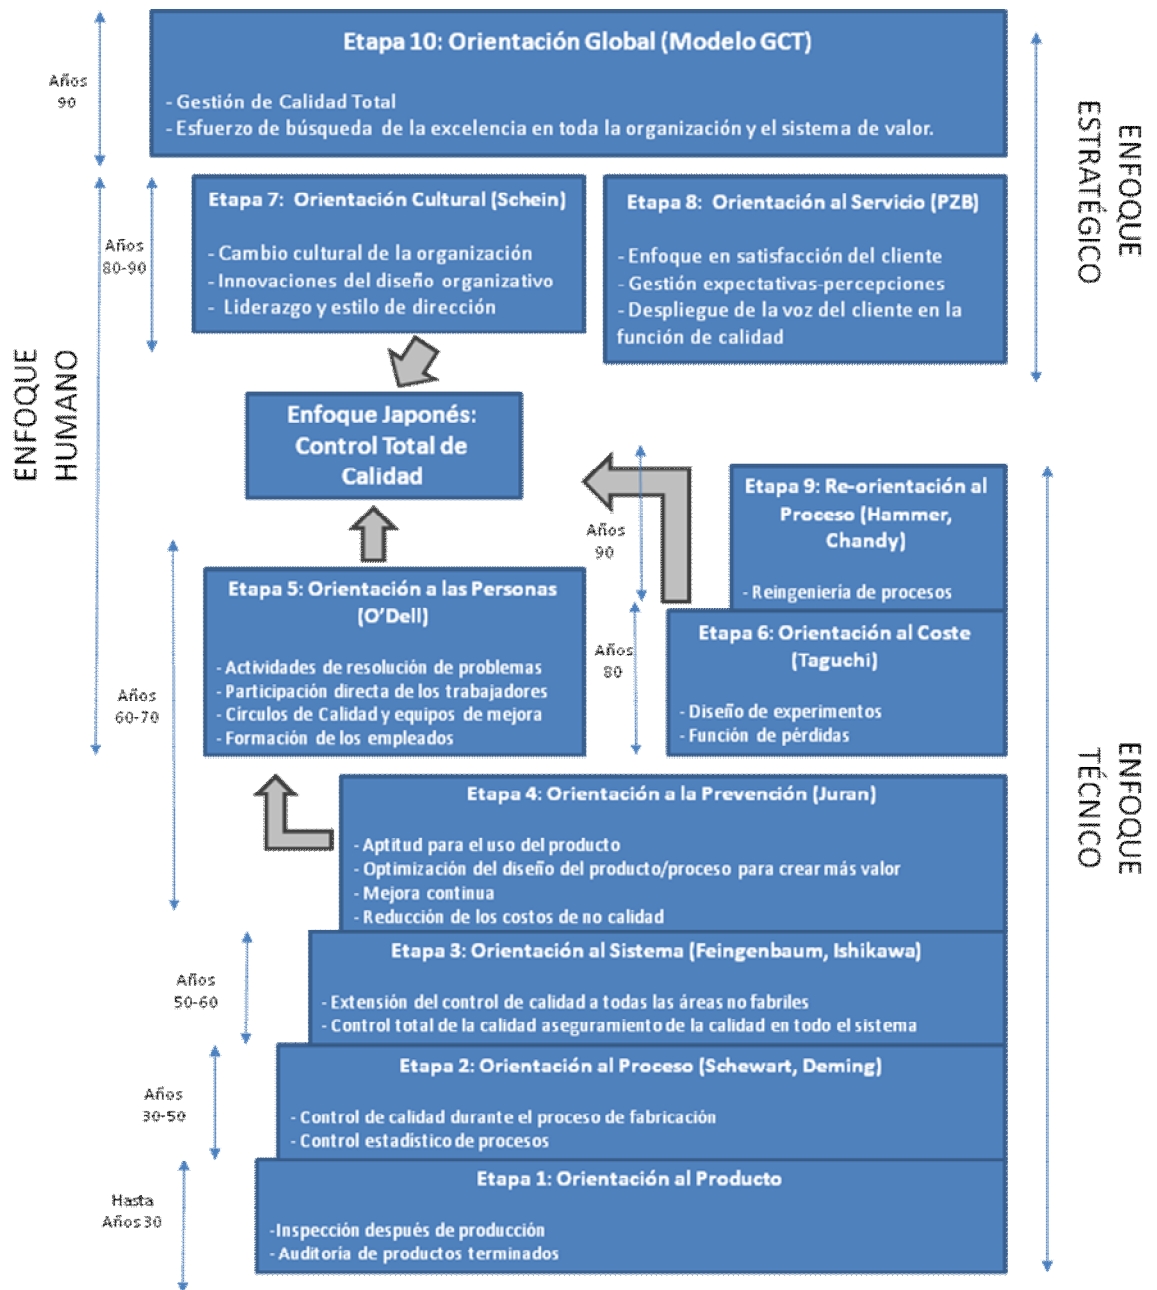 Etapa 10: Orientación Global (Modelo GCT)
- Gestión de Calidad Total
- Esfuerzo de búsqueda de la excelencia en toda la organización y el sistema de valor.
Años
90
ENFOQUE
ESTRATÉGICO
Etapa 7: Orientación Cultural (Schein)
- Cambio cultural de la organización
- Innovaciones del diseño organizativo
- Liderazgo y estilo de dirección
Etapa 8: Orientación al Servicio (PZB)
- Enfoque en satisfacción del cliente
- Gestión expectativas-percepciones
- Despliegue de la voz del cliente en la
función de calidad
Años
80-90
ENFOQUE
HUMANO
Enfoque Japonés:
Control Total de
Calidad
Etapa 9: Re-orientación al
Proceso (Hammer,
Chandy)
- Reingeniería de procesos
Años
90
Etapa 5: Orientación a las Personas
(O'Dell)
- Actividades de resolución de problemas
- Participación directa de los trabajadores
- Círculos de Calidad y equipos de mejora
- Formación de los empleados
Etapa 6: Orientación al Coste
(Taguchi)
- Diseño de experimentos
- Función de pérdidas
Años
80
Años
60-70
ENFOQUE
TÉCNICO
Etapa 4: Orientación a la Prevención (Juran)
- Aptitud para el uso del producto
- Optimización del diseño del producto/proceso para crear más valor
- Mejora continua
- Reducción de los costos de no calidad
Etapa 3: Orientación al Sistema (Feingenbaum, Ishikawa)
- Extensión del control de calidad a todas las áreas no fabriles
- Control total de la calidad aseguramiento de la calidad en todo el sistema
Años
50-60
Etapa 2: Orientación al Proceso (Schewart, Deming)
- Control de calidad durante el proceso de fabricación
- Control estadístico de procesos
Años
30-50
Etapa 1: Orientación al Producto
-Inspección después de producción
- Auditoria de productos terminados
Hasta
Años 30